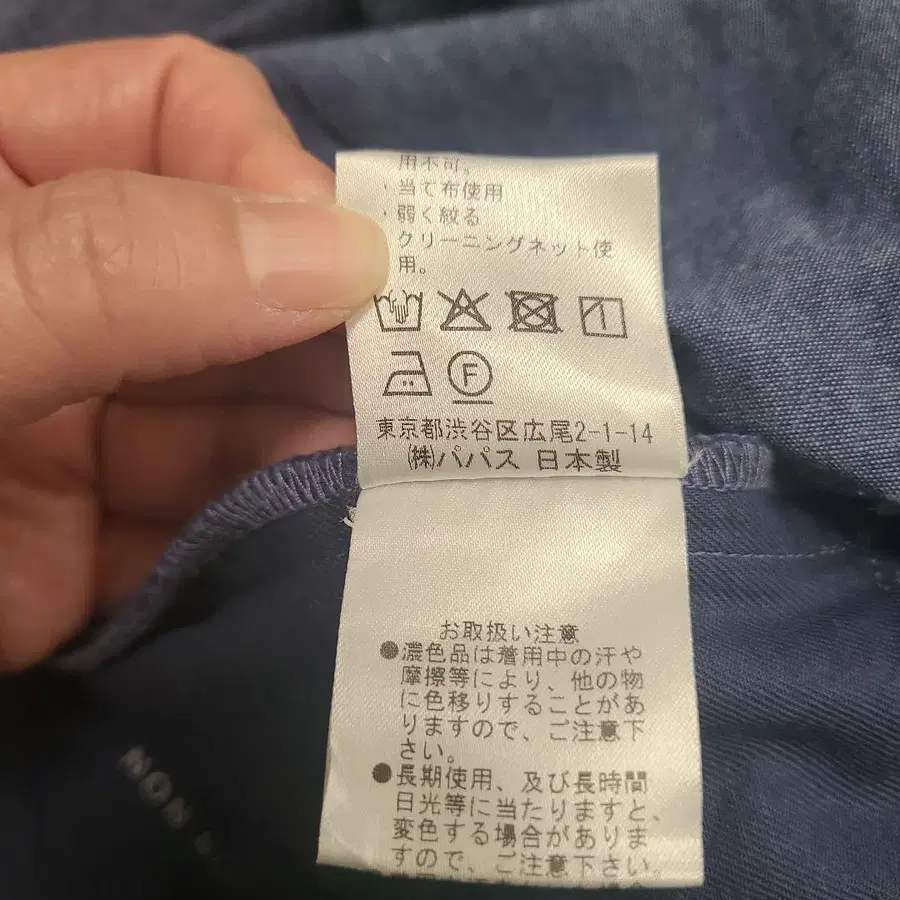 用不可。
・当て布使用
・弱く絞る
クリーニングネット使
用。
F
東京都渋谷区広尾2-1-14
㈱パパス 日本製
お取扱い注意
●濃色品は着用中の汗や
摩擦等により、他の物
に色移りすることがあ
りますので、ご注意下
さい。
●長期使用、及び長時間
日光等に当たりますと、
変色する場合がありま
すので、ご注意下さい。
NON